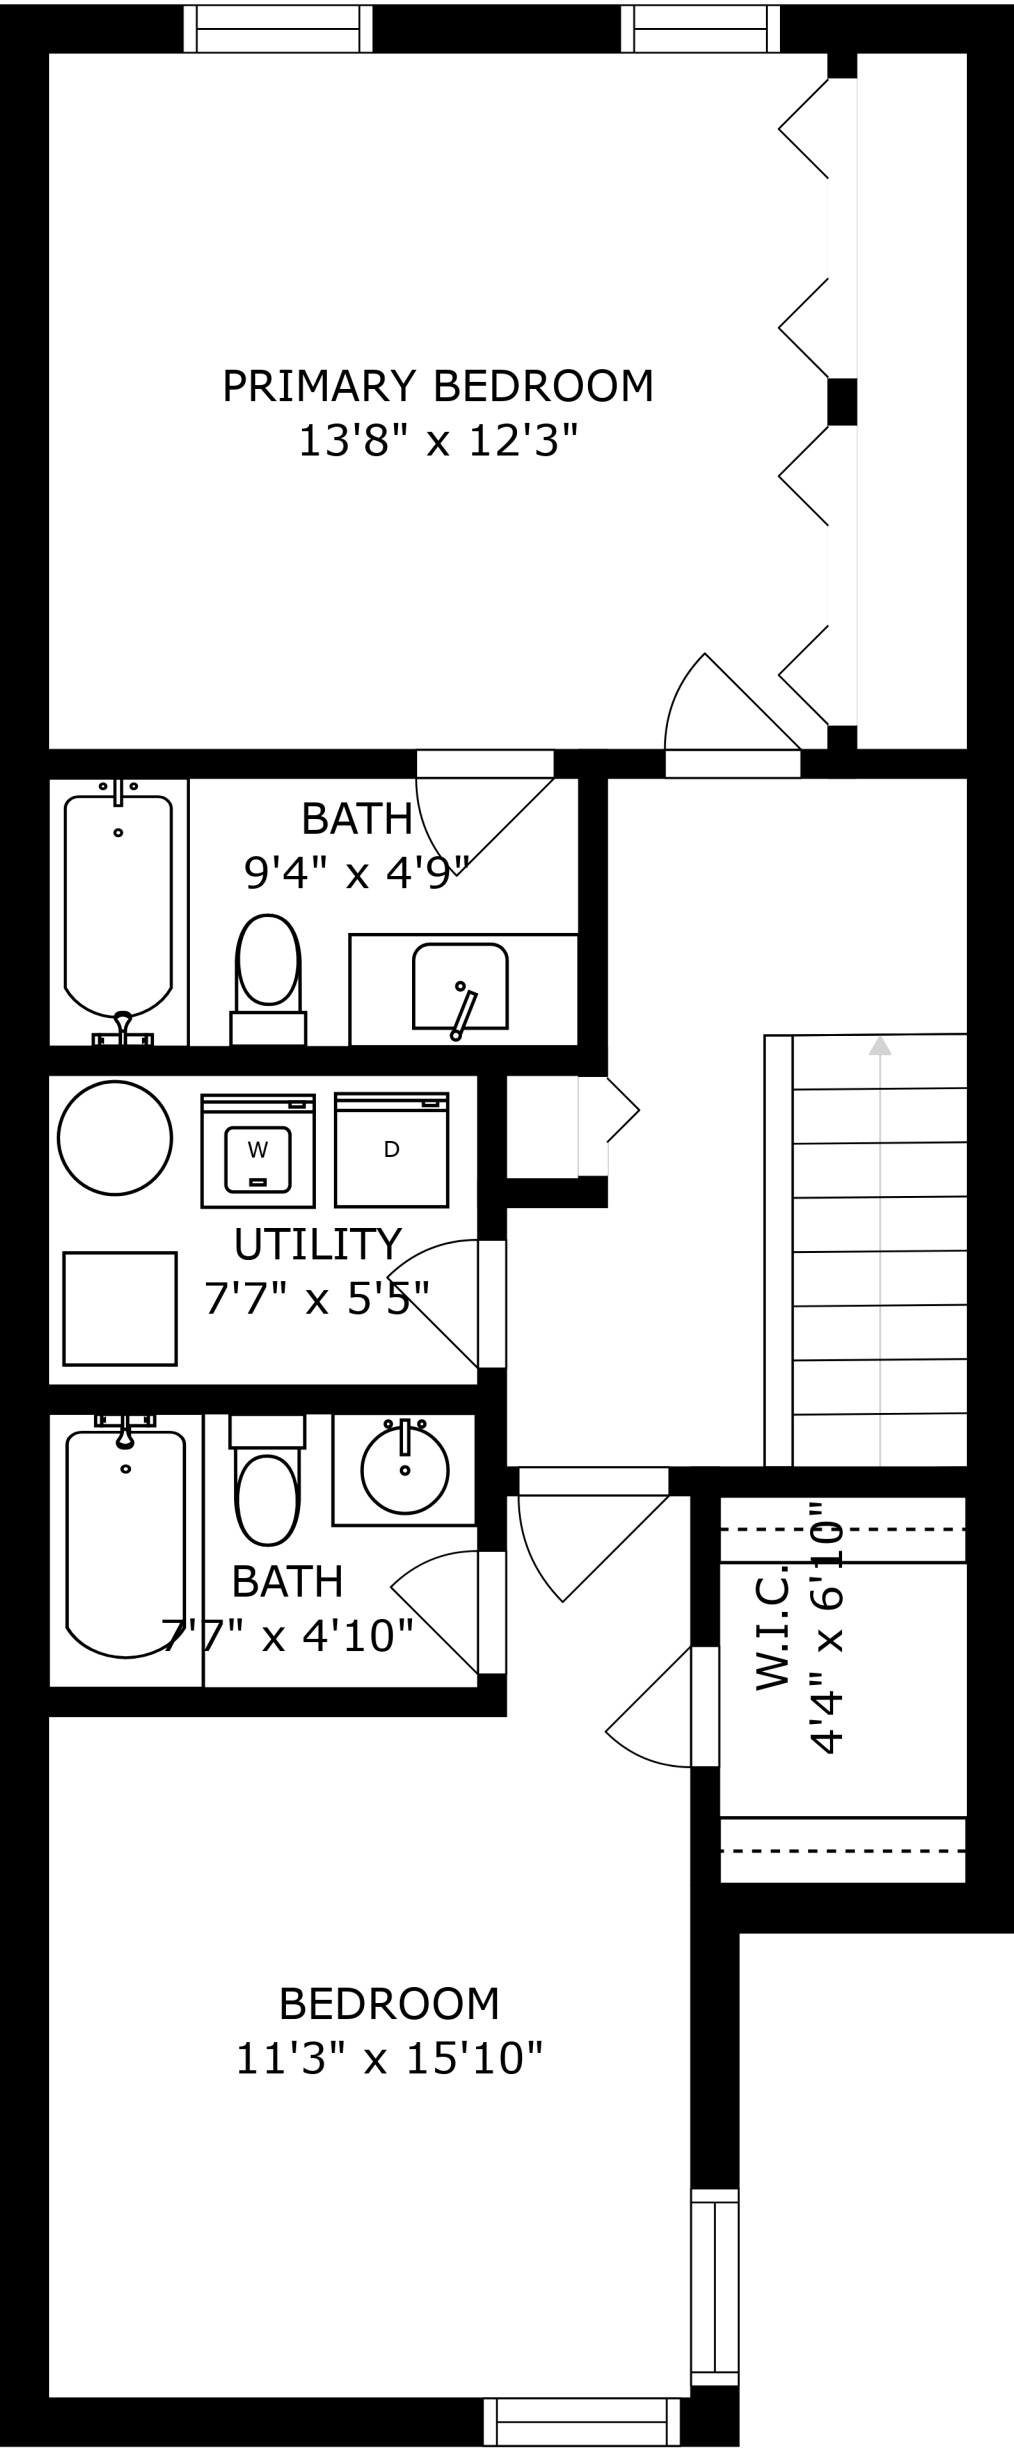 PRIMARY BEDROOM
13'8" x 12'3"
BATH
9'4" x 4'9"
W
D
UTILITY
7'7" x 5'5"
BATH
7'7" x 4'10"
W.I.C.
4'4" x 6'10"
BEDROOM
11'3" x 15'10"